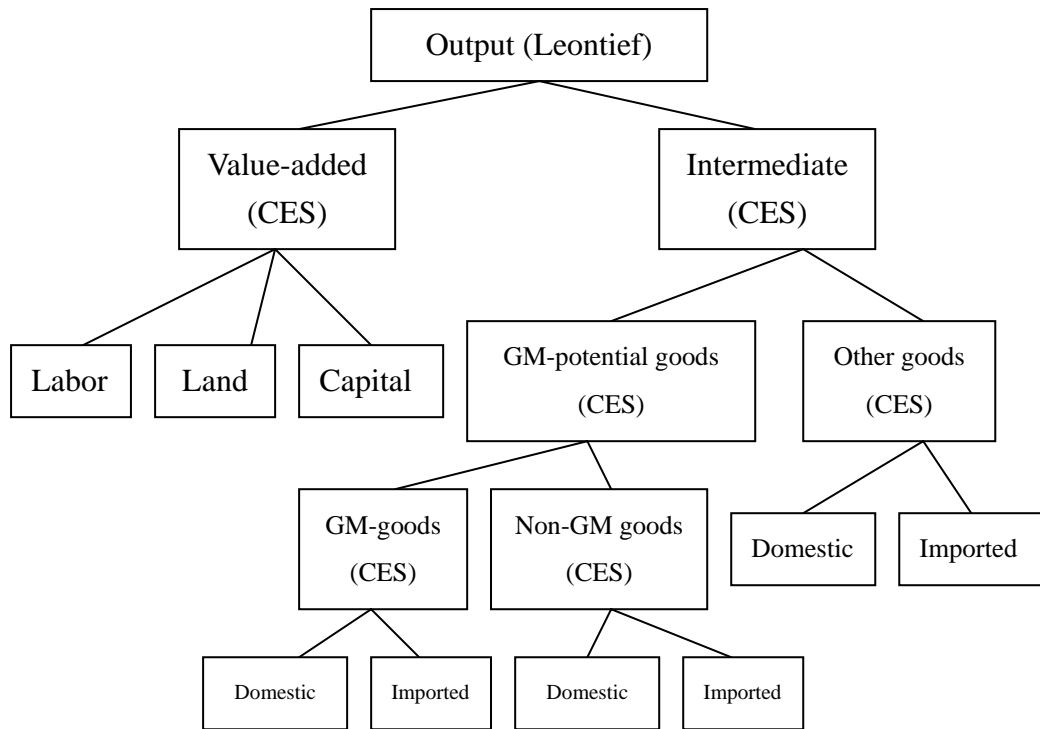 Output (Leontief)
Value-added
(CES)
Intermediate
(CES)
Labor
Land
Capital
GM-potential goods
(CES)
Other goods
(CES)
GM-goods
(CES)
Non-GM goods
(CES)
Domestic
Imported
Domestic
Imported
Domestic
Imported